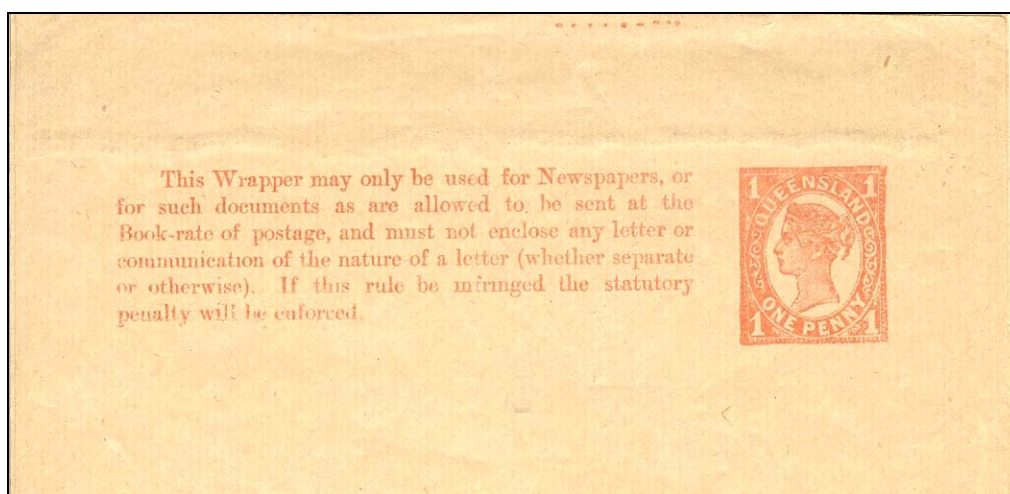 This Wrapper may only be used for Newspapers, or
for such documents as are allowed to be sent at the
Book-rate of postage, and must not enclose any letter or
communication of the nature of a letter (whether separate
or otherwise). If this rule be infringed the statutory
penalty will be enforced.
1 1
QUEENSLAND
ONE PENNY
1 1